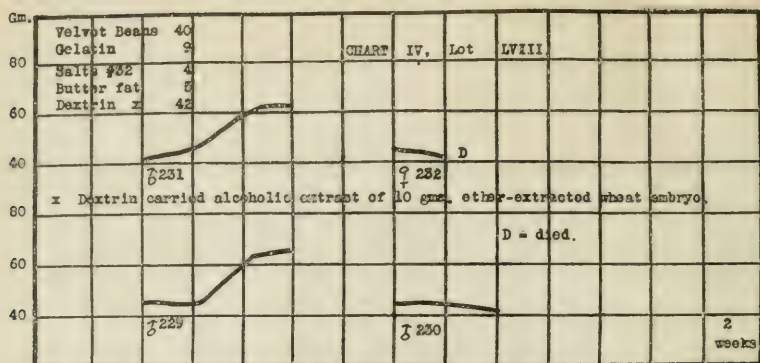 Gm.
Velvet Beans 40
Gelatin 9
CHART IV, Lot LVIII
80
Salts #32 4
Butter fat 5
Dextrin x 42
60
D
40
♂231
♀ 232
x Dextrin carried alcoholic extract of 10 gms. ether-extracted wheat embryo.
80
D = died.
60
40
♂229
♂ 230
2
weeks